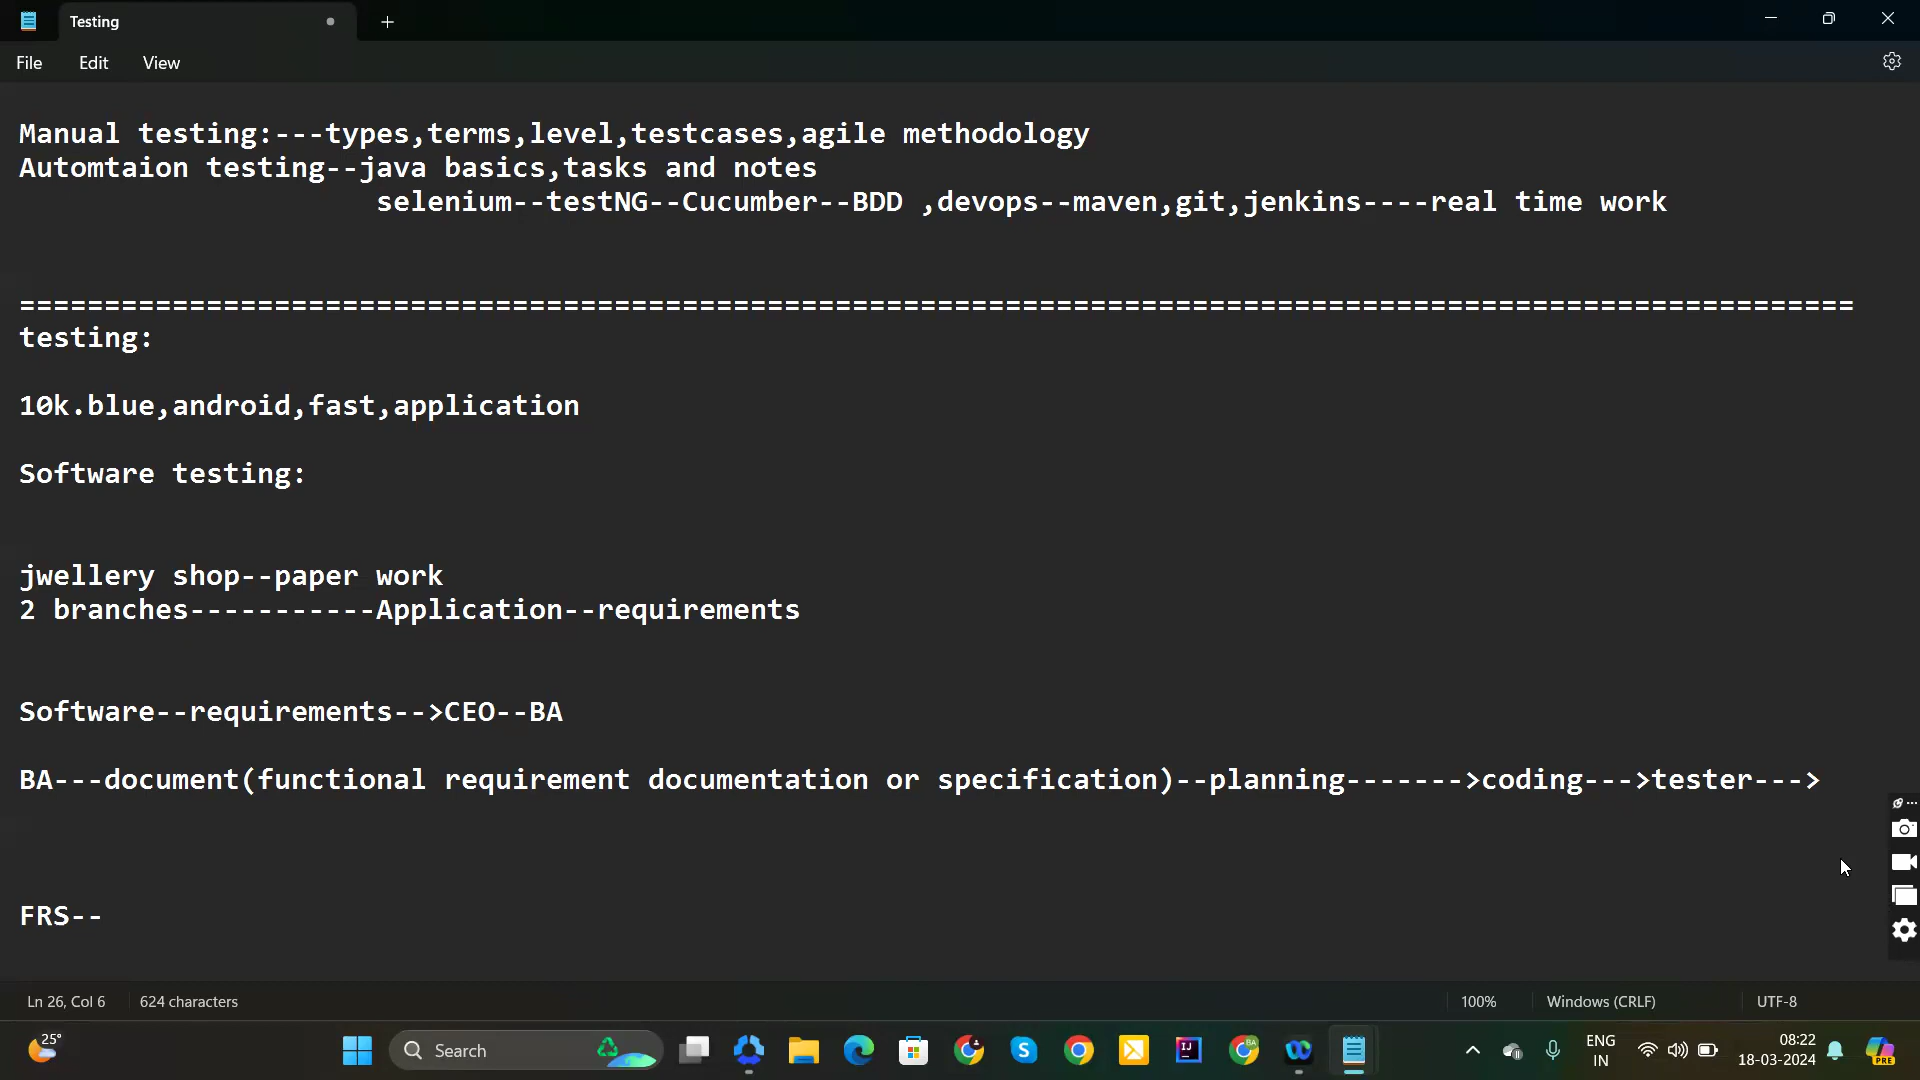 Testing
File Edit View
Manual testing:---types,terms,level,testcases,agile methodology
Automtaion testing--java basics,tasks and notes
selenium--testNG--Cucumber--BDD ,devops--maven,git,jenkins----real time work
============================================================================================================
testing:
10k.blue,android,fast,application
Software testing:
jwellery shop--paper work
2 branches-----------Application--requirements
Software--requirements-->CEO--BA
BA---document(functional requirement documentation or specification)--planning------->coding--->tester--->
FRS--
Ln 26, Col 6 624 characters 100% Windows (CRLF) UTF-8
25° Search ENG IN 08:22 18-03-2024